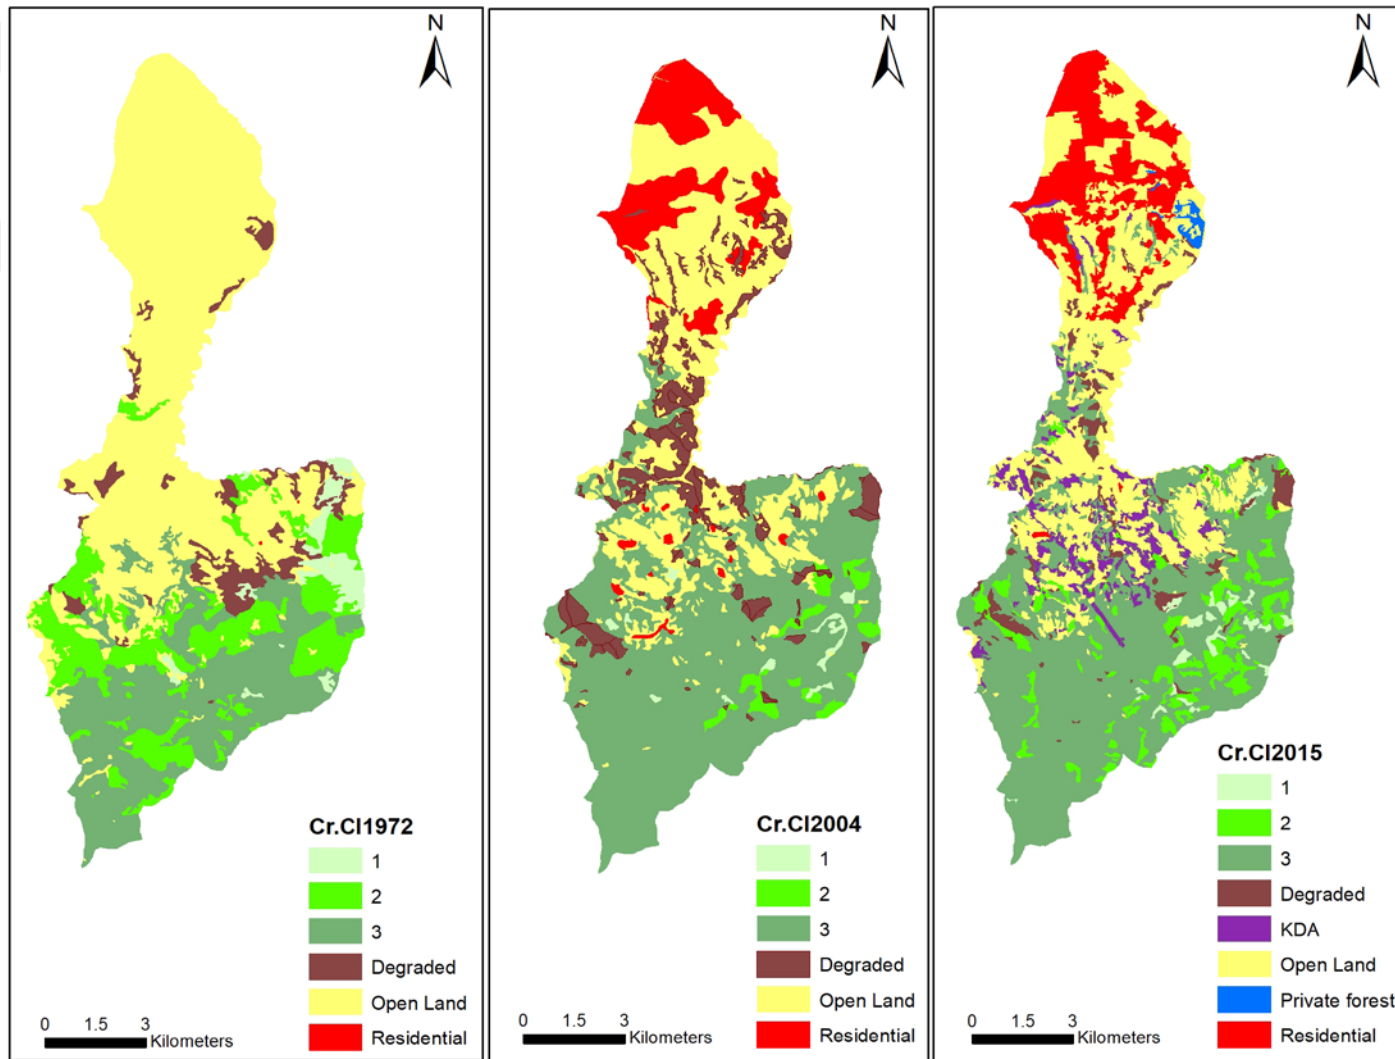 N
Cr.Cl1972
1
2
3
Degraded
Open Land
Residential
0 1.5 3
Kilometers
N
Cr.Cl2004
1
2
3
Degraded
Open Land
Residential
0 1.5 3
Kilometers
N
Cr.Cl2015
1
2
3
Degraded
KDA
Open Land
Private forest
Residential
0 1.5 3
Kilometers